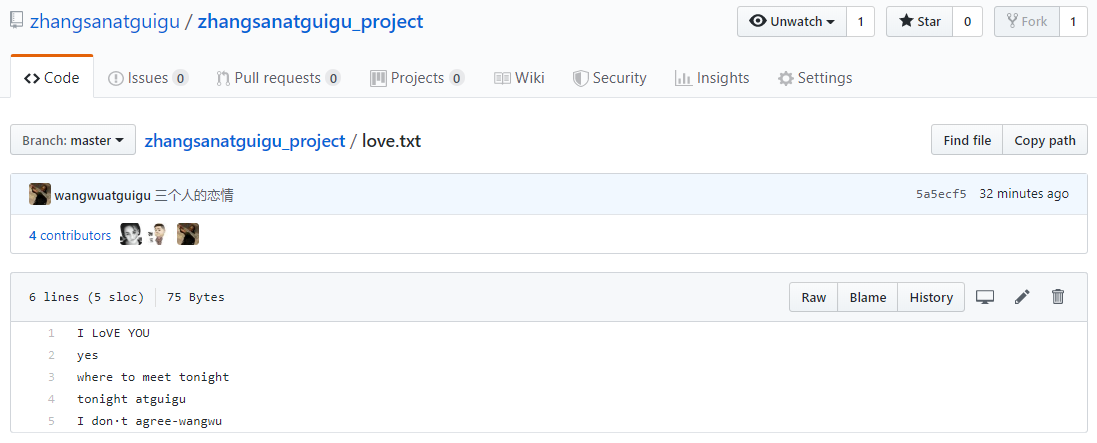 zhangsanatguigu / zhangsanatguigu_project
Unwatch 1 Star 0 Fork 1
Code Issues 0 Pull requests 0 Projects 0 Wiki Security Insights Settings
Branch: master zhangsanatguigu_project / love.txt Find file Copy path
wangwuatguigu 三个人的恋情 5a5ecf5 32 minutes ago
4 contributors
6 lines (5 sloc) 75 Bytes Raw Blame History
1 I LoVE YOU
2 yes
3 where to meet tonight
4 tonight atguigu
5 I don·t agree-wangwu